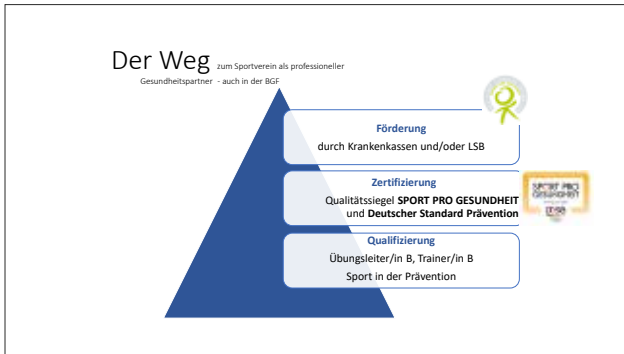 Der Weg zum Sportverein als professioneller
Gesundheitspartner - auch in der BGF
Förderung
durch Krankenkassen und/oder LSB
Zertifizierung
Qualitätssiegel SPORT PRO GESUNDHEIT
und Deutscher Standard Prävention
SPORT PRO
GESUNDHEIT
Qualifizierung
Übungsleiter/in B, Trainer/in B
Sport in der Prävention